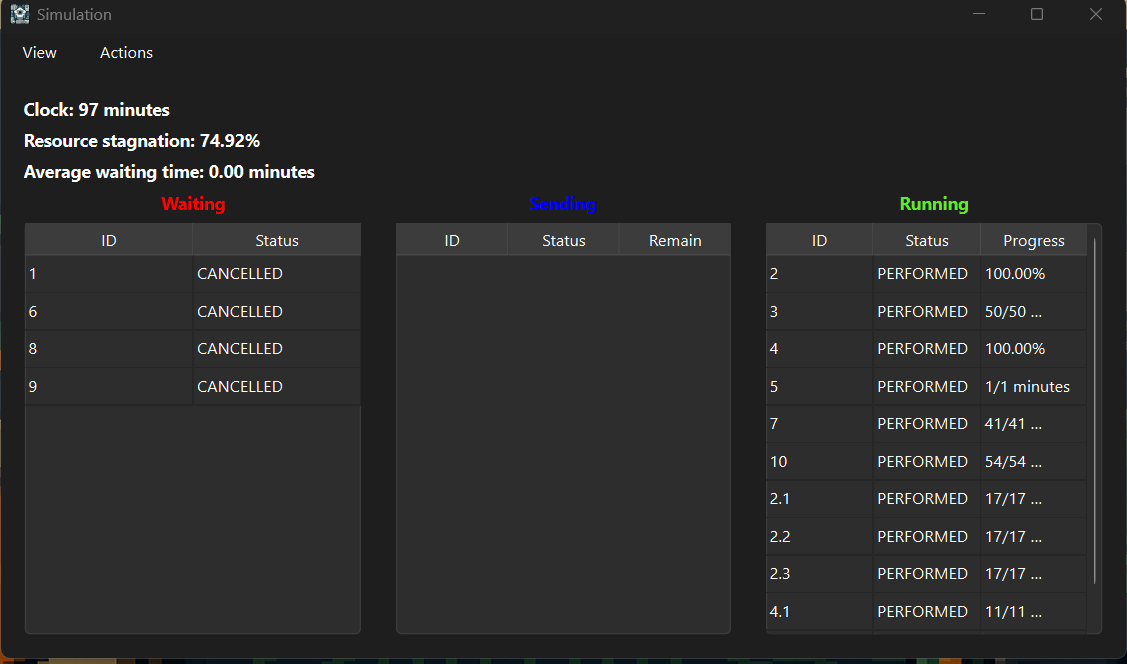 Simulation
View Actions
Clock: 97 minutes
Resource stagnation: 74.92%
Average waiting time: 0.00 minutes
Waiting
ID Status
1 CANCELLED
6 CANCELLED
8 CANCELLED
9 CANCELLED
Sending
ID Status Remain
Running
ID Status Progress
2 PERFORMED 100.00%
3 PERFORMED 50/50 ...
4 PERFORMED 100.00%
5 PERFORMED 1/1 minutes
7 PERFORMED 41/41 ...
10 PERFORMED 54/54 ...
2.1 PERFORMED 17/17 ...
2.2 PERFORMED 17/17 ...
2.3 PERFORMED 17/17 ...
4.1 PERFORMED 11/11 ...